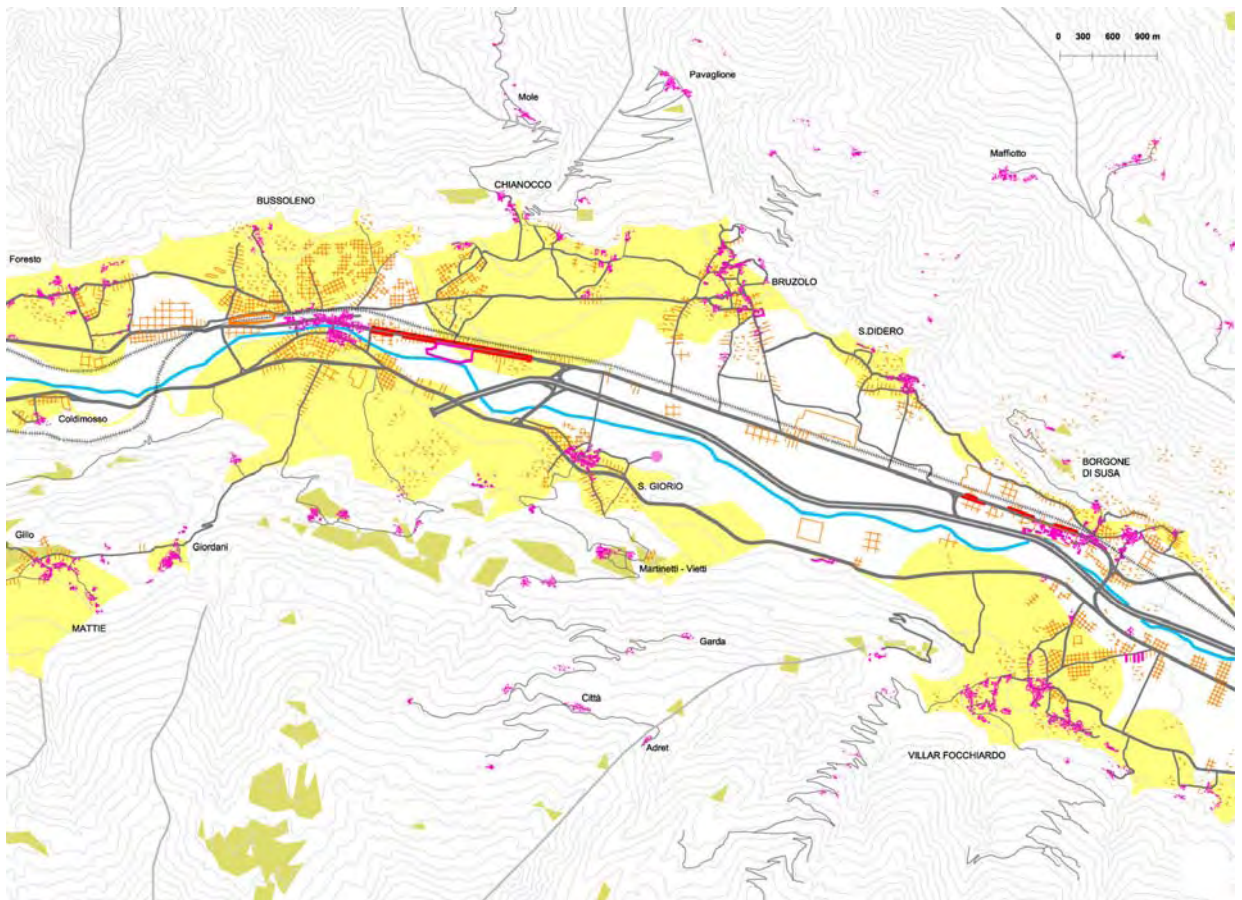 0 300 600 900 m
Pavaglione
Mole
Maffiotto
CHIANOCCO
BUSSOLENO
Foresto
BRUZOLO
S.DIDERO
Coldimosso
BORGONE
DI SUSA
S. GIORIO
Gillo
Giordani
Martinetti - Vietti
MATTIE
Garda
Città
Adret
VILLAR FOCCHIARDO